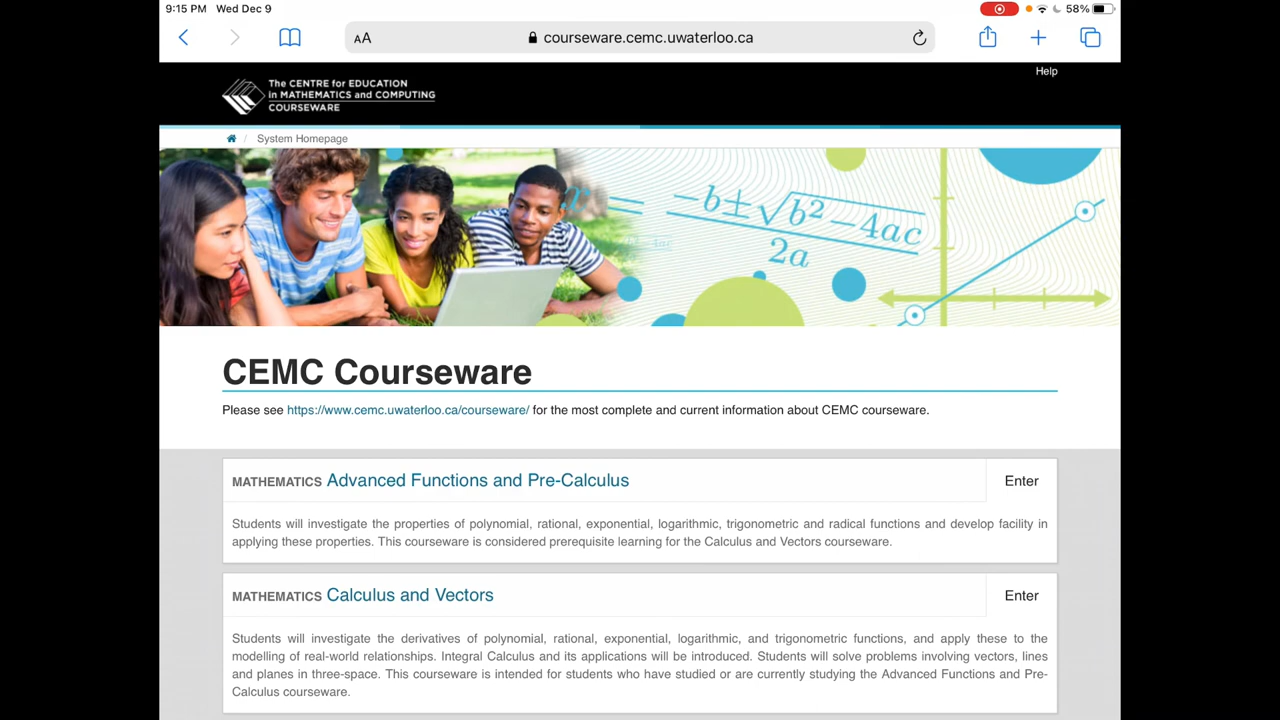 9:15 PM Wed Dec 9
58%
AA
courseware.cemc.uwaterloo.ca
Help
The CENTRE for EDUCATION
in MATHEMATICS and COMPUTING
COURSEWARE
/ System Homepage
x = -b±√b²-4ac
2a
CEMC Courseware
Please see https://www.cemc.uwaterloo.ca/courseware/ for the most complete and current information about CEMC courseware.
MATHEMATICS Advanced Functions and Pre-Calculus
Enter
Students will investigate the properties of polynomial, rational, exponential, logarithmic, trigonometric and radical functions and develop facility in
applying these properties. This courseware is considered prerequisite learning for the Calculus and Vectors courseware.
MATHEMATICS Calculus and Vectors
Enter
Students will investigate the derivatives of polynomial, rational, exponential, logarithmic, and trigonometric functions, and apply these to the
modelling of real-world relationships. Integral Calculus and its applications will be introduced. Students will solve problems involving vectors, lines
and planes in three-space. This courseware is intended for students who have studied or are currently studying the Advanced Functions and Pre-
Calculus courseware.